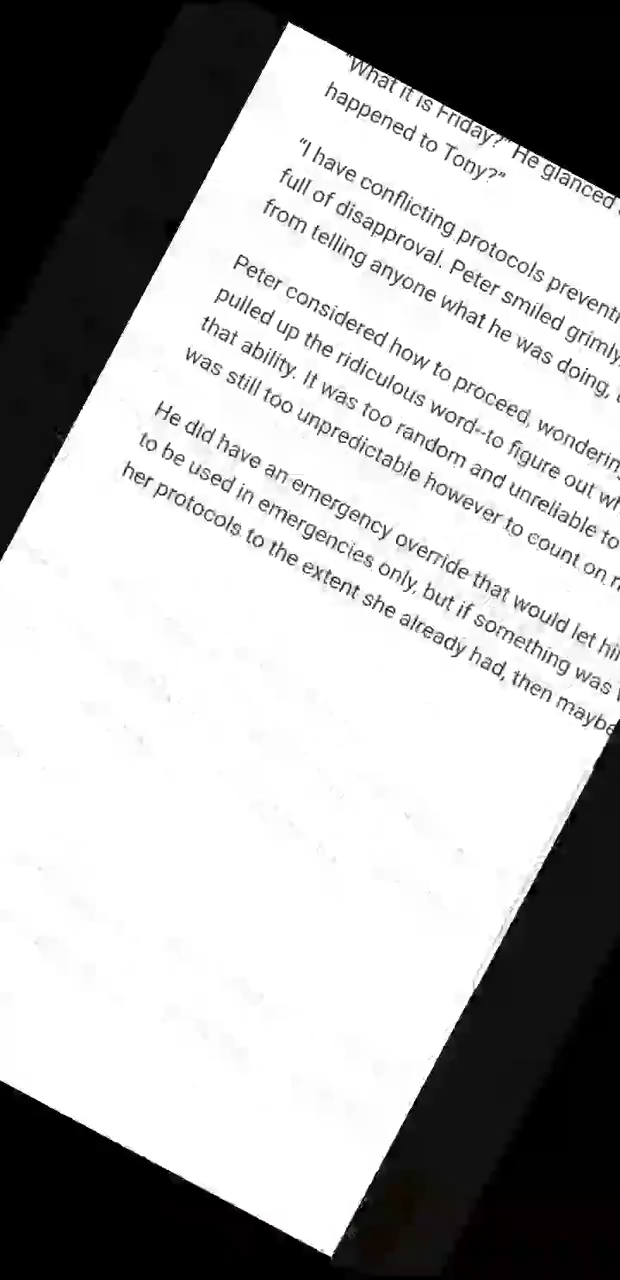 "What it is Friday?" He glanced
happened to Tony?"
"I have conflicting protocols
full of disapproval. Peter smiled grimly.
from telling anyone what he was doing,
Peter considered how to proceed, wondering
pulled up the ridiculous word--to figure out
that ability. It was too random and unreliable to
was still too unpredictable however to count on
He did have an emergency override that would let
to be used in emergencies only, but if something was
her protocols to the extent she already had, then maybe